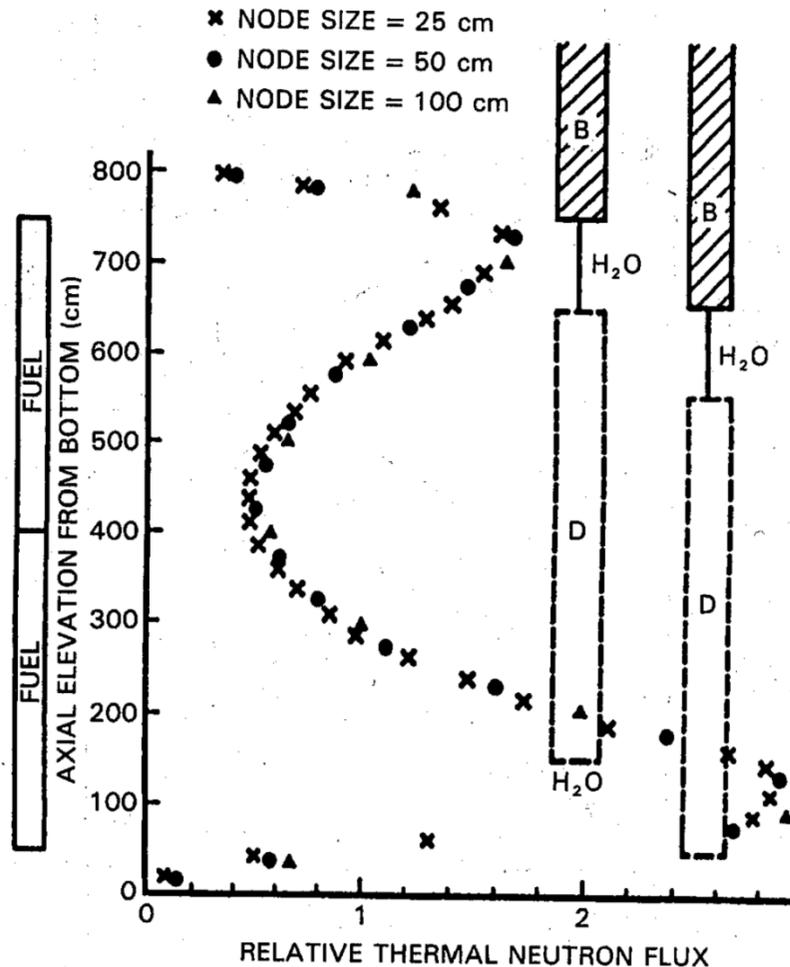 × NODE SIZE = 25 cm
● NODE SIZE = 50 cm
▲ NODE SIZE = 100 cm
B
B
800
700
600
500
400
300
200
100
0
H₂O
H₂O
D
D
H₂O
FUEL
FUEL
AXIAL ELEVATION FROM BOTTOM (cm)
0
1
2
RELATIVE THERMAL NEUTRON FLUX